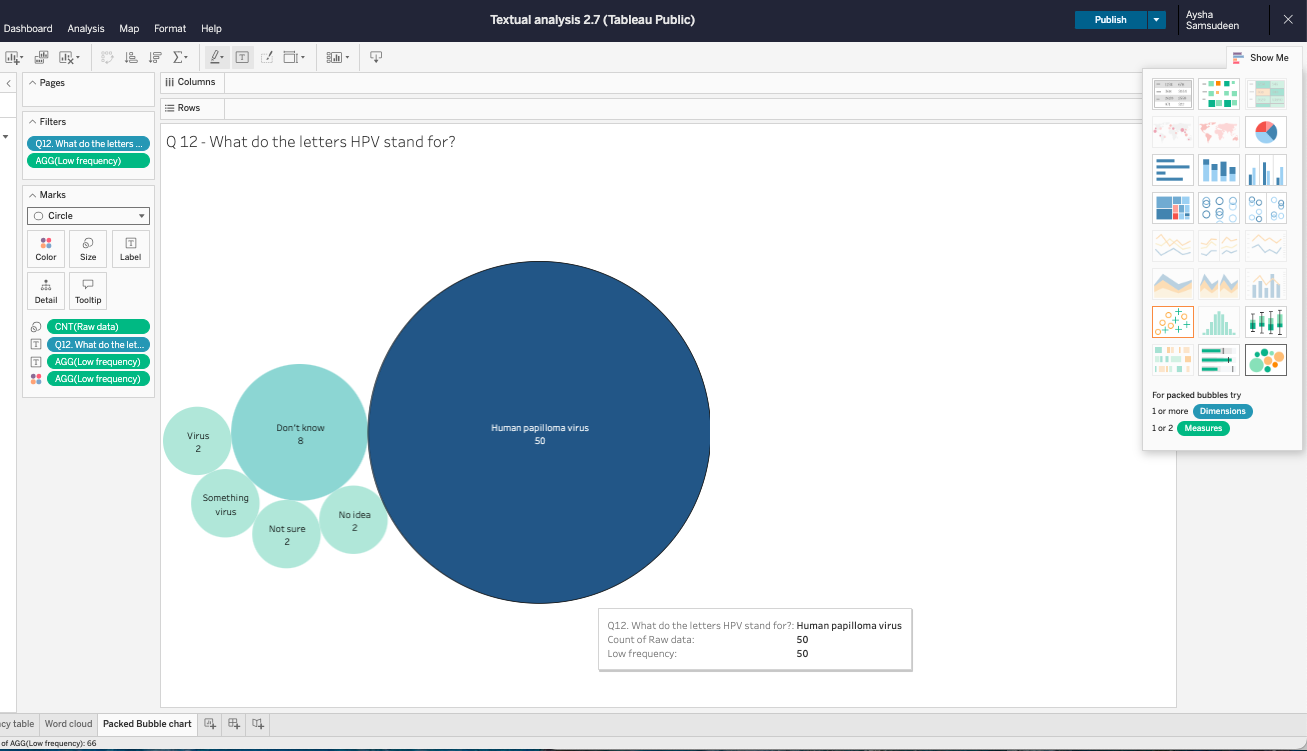 Textual analysis 2.7 (Tableau Public)
Publish
Aysha
Samsudeen
Dashboard Analysis Map Format Help
Show Me
Pages
Columns
Rows
Filters
Q12. What do the letters ...
AGG(Low frequency)
Marks
Circle
Color Size Label
Detail Tooltip
CNT(Raw data)
Q12. What do the let...
AGG(Low frequency)
AGG(Low frequency)
Q 12 - What do the letters HPV stand for?
Human papilloma virus
50
Don't know
8
Virus
2
Something
virus
Not sure
2
No idea
2
Q12. What do the letters HPV stand for?: Human papilloma virus
Count of Raw data: 50
Low frequency: 50
For packed bubbles try
1 or more Dimensions
1 or 2 Measures
cy table Word cloud Packed Bubble chart
of AGG(Low frequency): 66